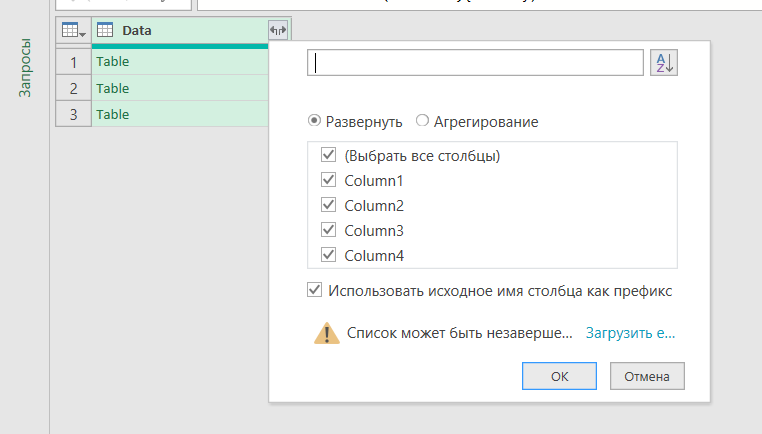 Data
Запросы
1 Table
2 Table
3 Table
Развернуть Агрегирование
(Выбрать все столбцы)
Column1
Column2
Column3
Column4
Использовать исходное имя столбца как префикс
Список может быть незаверше... Загрузить е...
ОК Отмена